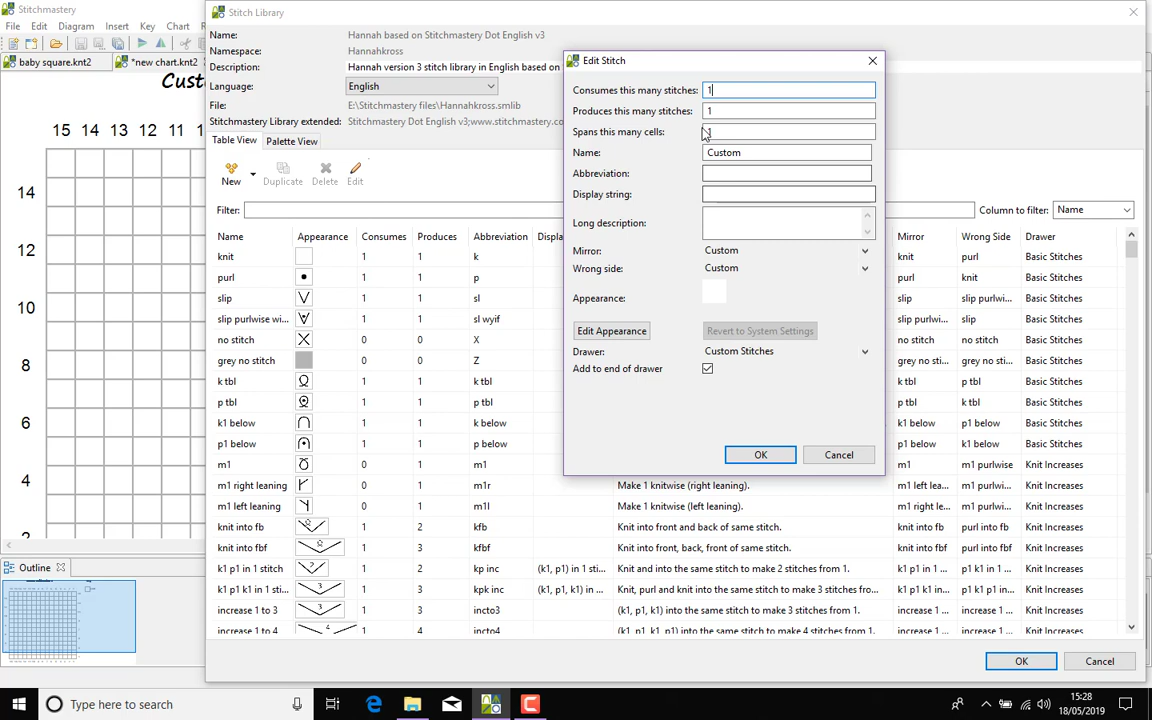 Stitchmastery
File Edit Diagram Insert Key Chart
baby square.knt2 *new chart.knt2
15 14 13 12 11 10
14
12
10
8
6
4
Outline
Stitch Library
Name: Hannah based on Stitchmastery Dot English v3
Namespace: Hannahkross
Description: Hannah version 3 stitch library in English based on
Language: English
File: E:\Stitchmastery files\Hannahkross.smlib
Stitchmastery Library extended: Stitchmastery Dot English v3;www.stitchmastery.co
Table View Palette View
New Duplicate Delete Edit
Filter: Column to filter: Name
Name Appearance Consumes Produces Abbreviation Displa Mirror Wrong Side Drawer
knit 1 1 k knit purl Basic Stitches
purl 1 1 p purl knit Basic Stitches
slip 1 1 sl slip slip purlwise ... Basic Stitches
slip purlwise wi... 1 1 sl wyif slip purlwise ... slip Basic Stitches
no stitch 0 0 X no stitch no stitch Basic Stitches
grey no stitch 0 0 Z grey no sti... grey no stitch Basic Stitches
k tbl 1 1 k tbl k tbl p tbl Basic Stitches
p tbl 1 1 p tbl p tbl k tbl Basic Stitches
k1 below 1 1 k below k1 below p1 below Basic Stitches
p1 below 1 1 p below p1 below k1 below Basic Stitches
m1 0 1 m1 m1 m1 purlwise Knit Increases
m1 right leaning 0 1 m1r Make 1 knitwise (right leaning). m1 left lea... m1 right lean... Knit Increases
m1 left leaning 0 1 m1l Make 1 knitwise (left leaning). m1 right le... m1 left leani... Knit Increases
knit into fb 1 2 kfb Knit into front and back of same stitch. knit into fb purl into fb Knit Increases
knit into fbf 1 3 kfbf Knit into front, back, front of same stitch. knit into fbf purl into fbf Knit Increases
k1 p1 in 1 stitch 2 1 2 kp inc (k1, p1) in 1 sti... Knit and into the same stitch to make 2 stitches from 1. k1 p1 in 1 ... k1 p1 in 1 st... Knit Increases
k1 p1 k1 in 1 sti... 3 1 3 kpk inc (k1, p1, k1) in ... Knit, purl and knit into the same stitch to make 3 stitches fro... k1 p1 k1 in... k1 p1 k1 in 1... Knit Increases
increase 1 to 3 3 1 3 incto3 (k1, p1, k1) into the same stitch to make 3 stitches from 1. increase 1 ... increase 1 to 3 Knit Increases
increase 1 to 4 4 1 4 incto4 (k1, p1, k1, p1) into the same stitch to make 4 stitches from 1. increase 1 ... increase 1 to 4 Knit Increases
OK Cancel
Edit Stitch
Consumes this many stitches: 1
Produces this many stitches: 1
Spans this many cells: 1
Name: Custom
Abbreviation:
Display string:
Long description:
Mirror: Custom
Wrong side: Custom
Appearance:
Edit Appearance Revert to System Settings
Drawer: Custom Stitches
Add to end of drawer
OK Cancel
Type here to search
15:28
18/05/2019